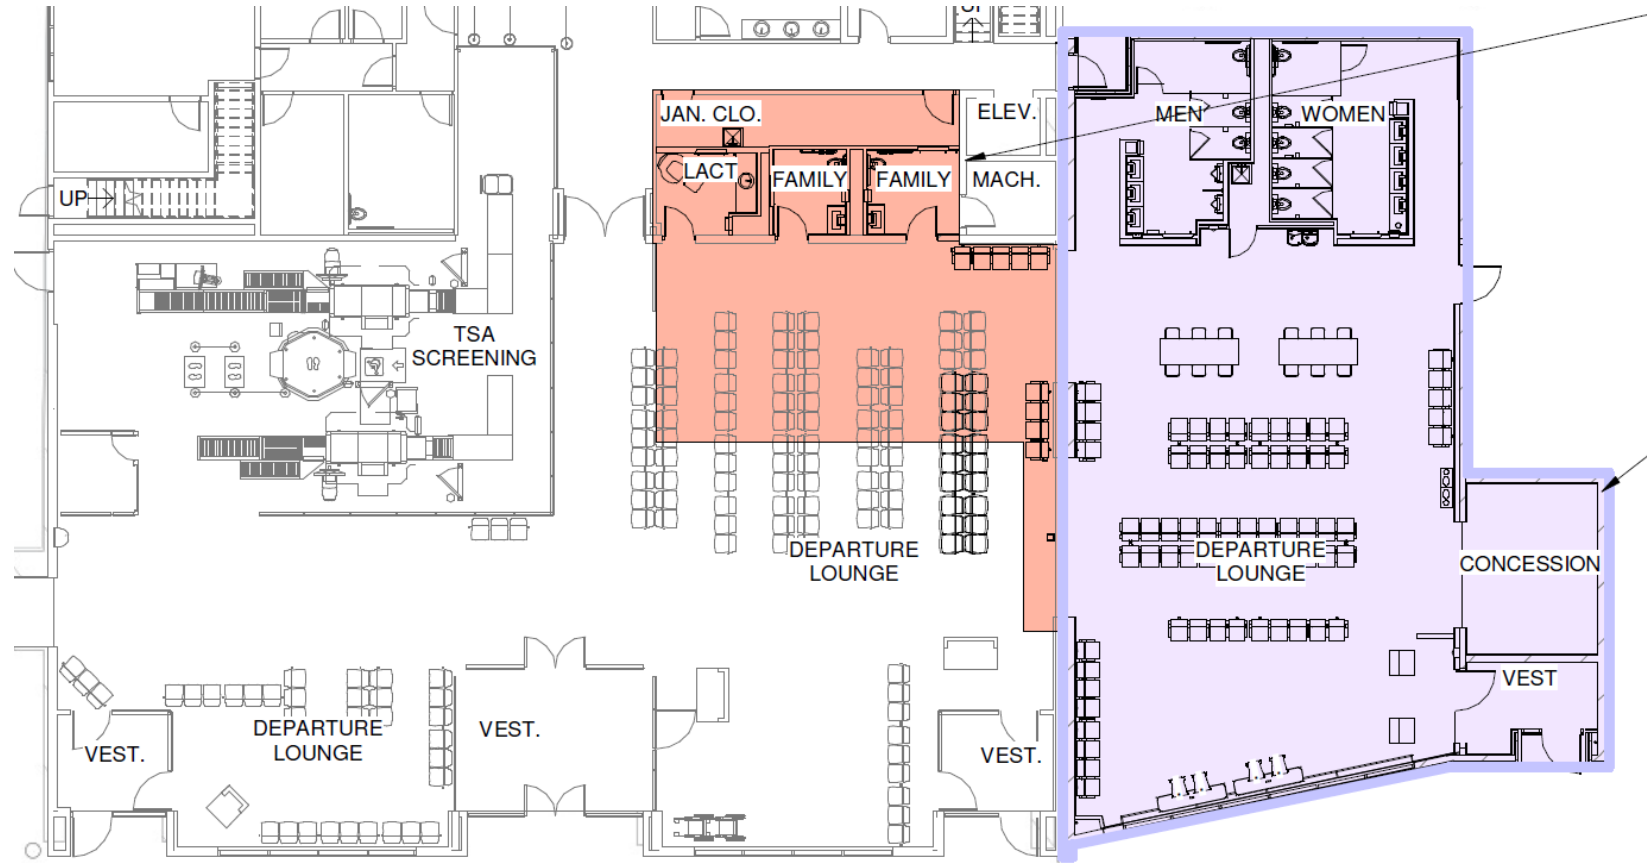 UP
JAN. CLO.
ELEV.
MEN
WOMEN
LACT
FAMILY
FAMILY
MACH.
UP
TSA
SCREENING
DEPARTURE
LOUNGE
DEPARTURE
LOUNGE
CONCESSION
VEST
DEPARTURE
LOUNGE
VEST.
VEST.
VEST.